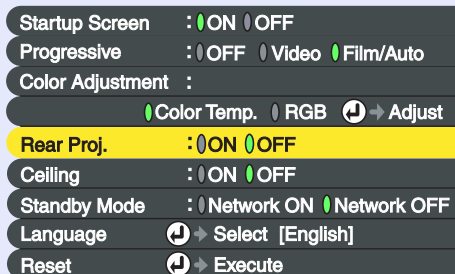 Startup Screen : ON OFF
Progressive : OFF Video Film/Auto
Color Adjustment :
Color Temp. RGB Adjust
Rear Proj. : ON OFF
Ceiling : ON OFF
Standby Mode : Network ON Network OFF
Language Select [English]
Reset Execute